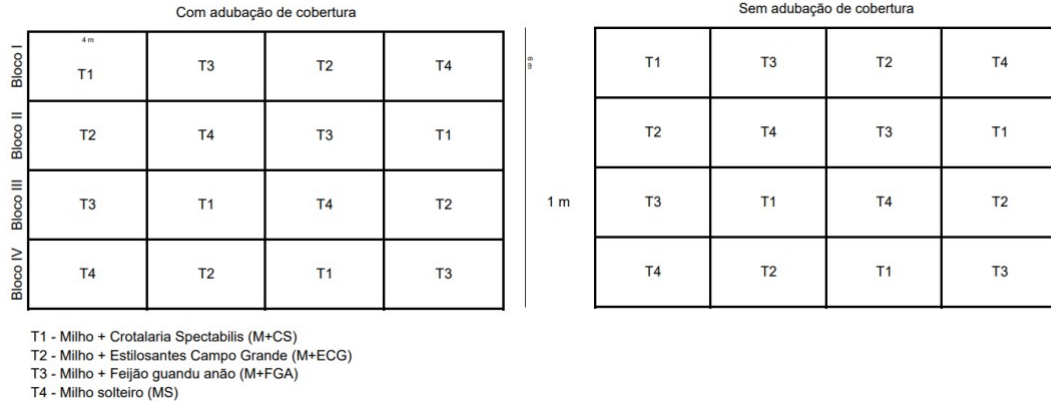 Com adubação de cobertura
Bloco I
4 m
T1 T3 T2 T4
Bloco II
T2 T4 T3 T1
Bloco III
T3 T1 T4 T2
Bloco IV
T4 T2 T1 T3
6 m
1 m
Sem adubação de cobertura
T1 T3 T2 T4
T2 T4 T3 T1
T3 T1 T4 T2
T4 T2 T1 T3
T1 - Milho + Crotalaria Spectabilis (M+CS)
T2 - Milho + Estilosantes Campo Grande (M+ECG)
T3 - Milho + Feijão guandu anão (M+FGA)
T4 - Milho solteiro (MS)